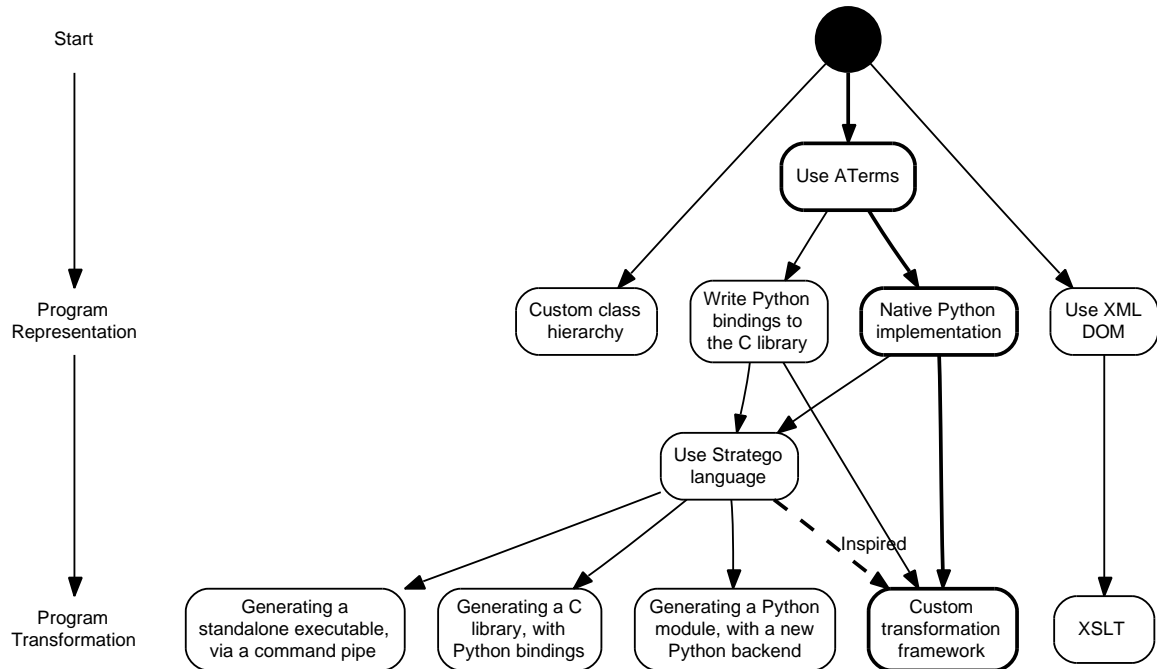 Start
Use ATerms
Program
Representation
Custom class
hierarchy
Write Python
bindings to
the C library
Native Python
implementation
Use XML
DOM
Use Stratego
language
Inspired
Program
Transformation
Generating a
standalone executable,
via a command pipe
Generating a C
library, with
Python bindings
Generating a Python
module, with a new
Python backend
Custom
transformation
framework
XSLT